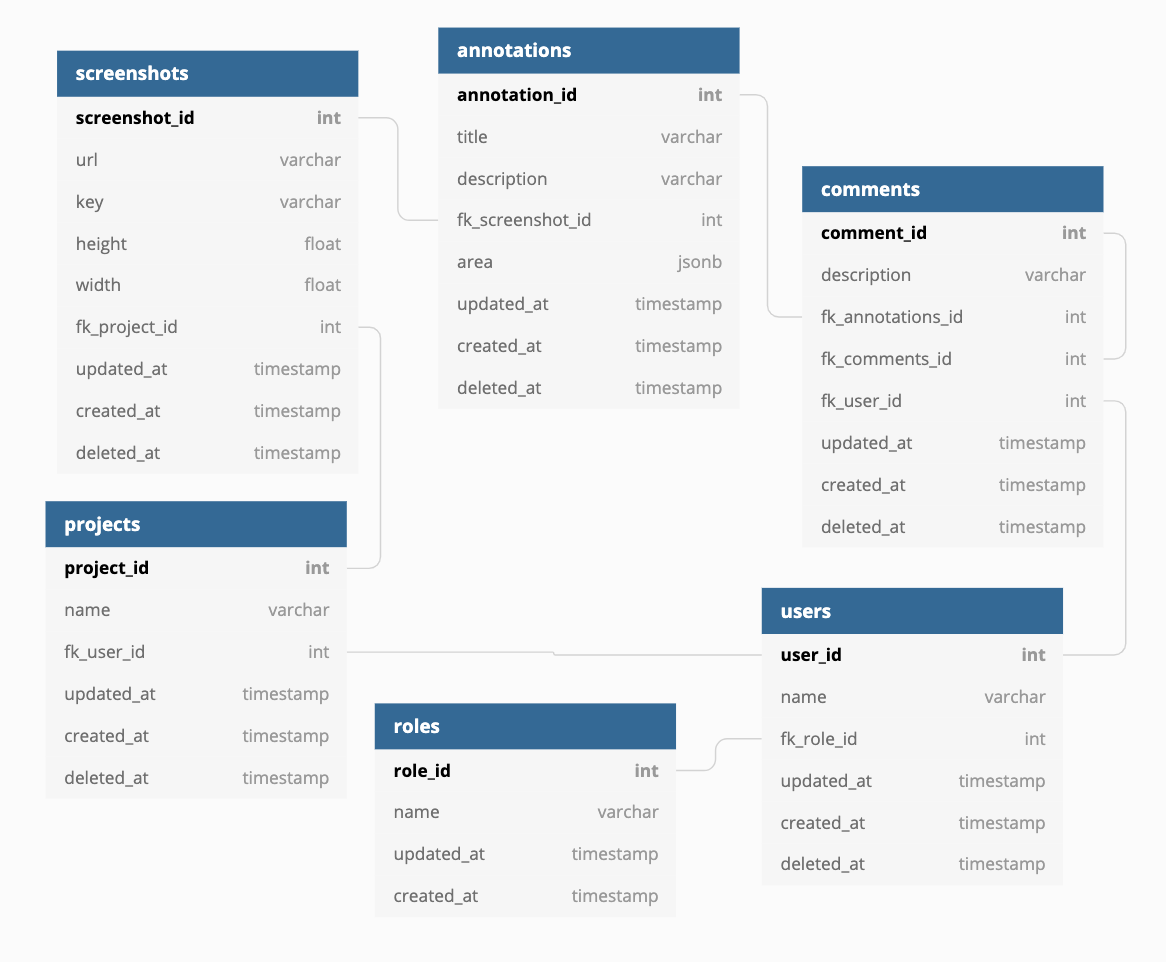 screenshots
screenshot_id int
url varchar
key varchar
height float
width float
fk_project_id int
updated_at timestamp
created_at timestamp
deleted_at timestamp
annotations
annotation_id int
title varchar
description varchar
fk_screenshot_id int
area jsonb
updated_at timestamp
created_at timestamp
deleted_at timestamp
comments
comment_id int
description varchar
fk_annotations_id int
fk_comments_id int
fk_user_id int
updated_at timestamp
created_at timestamp
deleted_at timestamp
projects
project_id int
name varchar
fk_user_id int
updated_at timestamp
created_at timestamp
deleted_at timestamp
roles
role_id int
name varchar
updated_at timestamp
created_at timestamp
users
user_id int
name varchar
fk_role_id int
updated_at timestamp
created_at timestamp
deleted_at timestamp